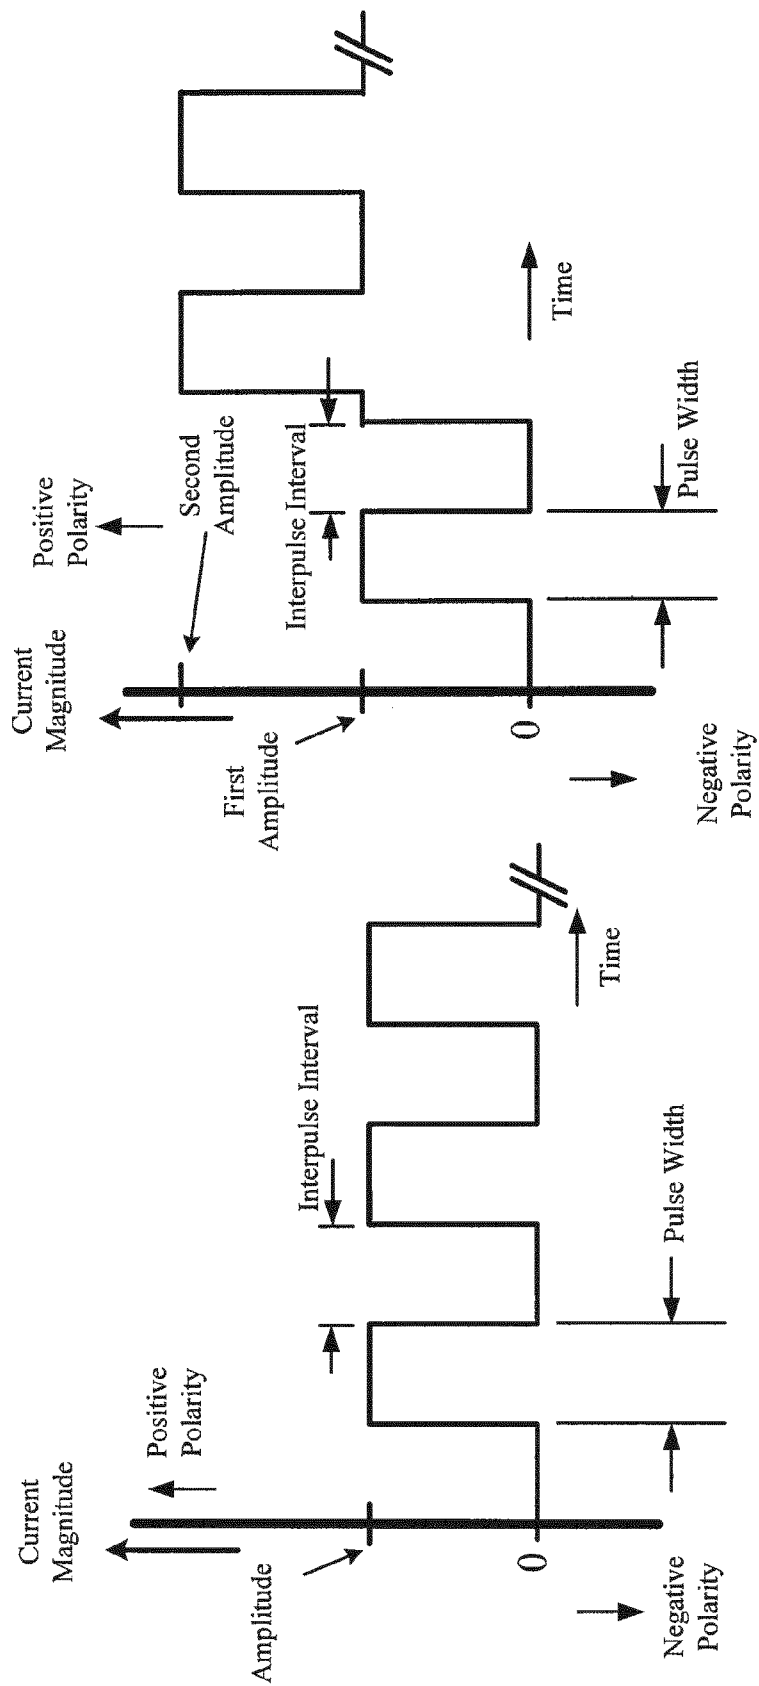 Current
Magnitude
Positive
Polarity
Amplitude
0
Negative
Polarity
Interpulse Interval
Pulse Width
Time
Current
Magnitude
Positive
Polarity
Second
Amplitude
First
Amplitude
Interpulse Interval
0
Negative
Polarity
Pulse Width
Time